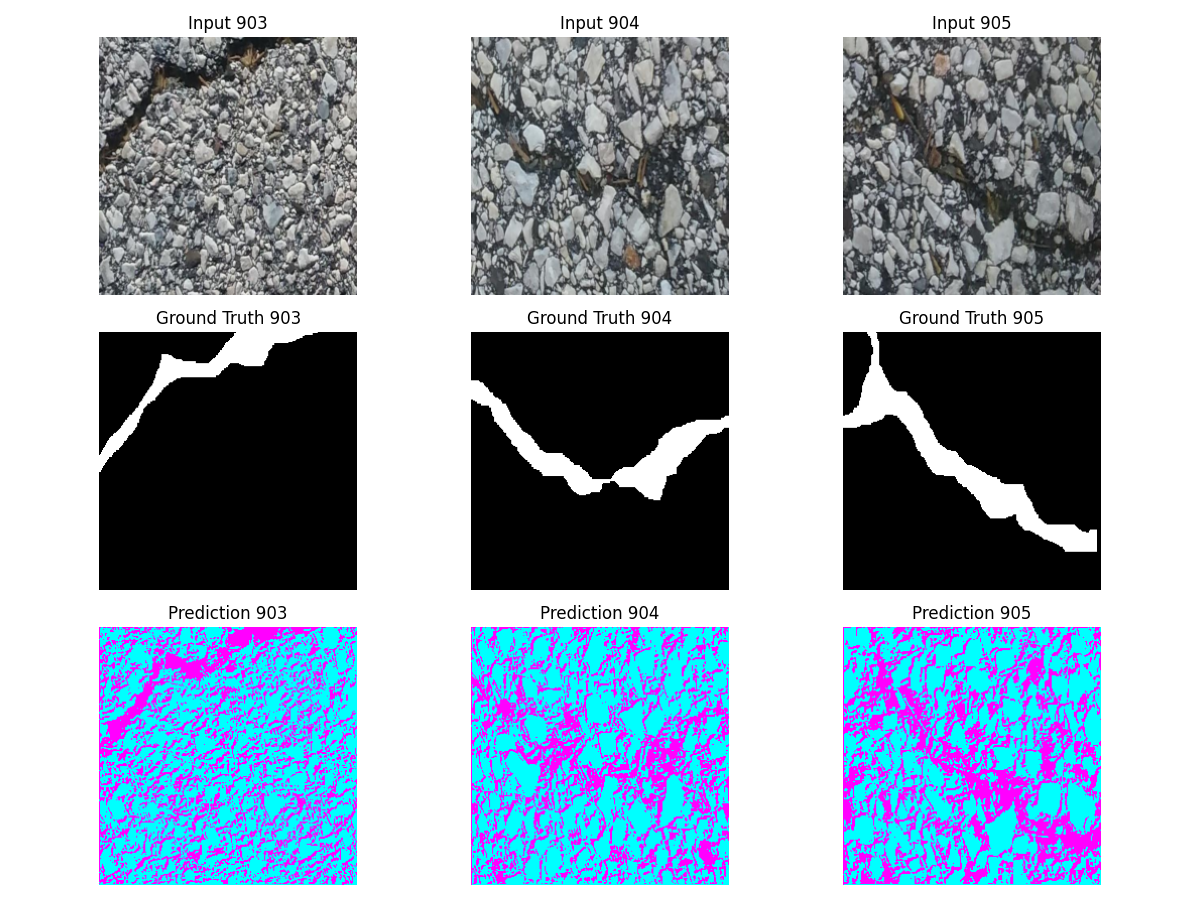 Input 903
Input 904
Input 905
Ground Truth 903
Ground Truth 904
Ground Truth 905
Prediction 903
Prediction 904
Prediction 905